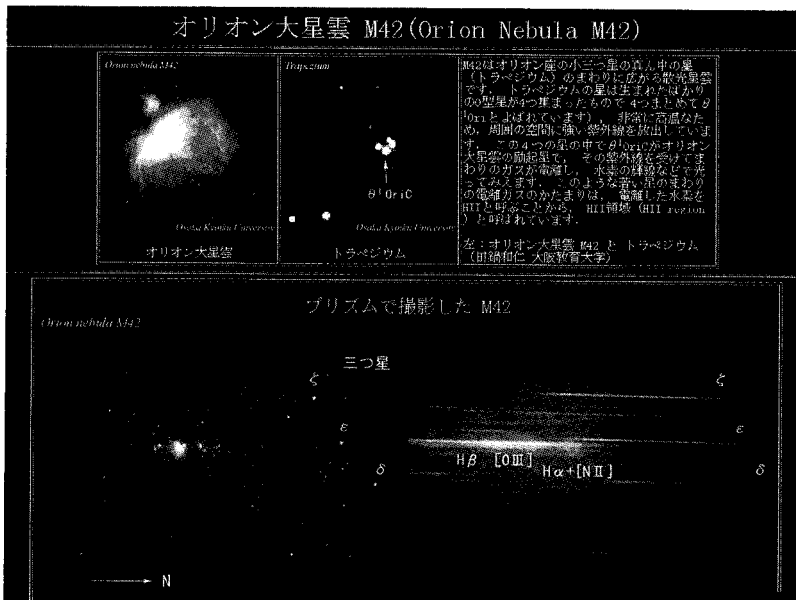 オリオン大星雲 M42(Orion Nebula M42)
Orion nebula M42
Osaka Kyoiku University
オリオン大星雲
Trapezium
θ¹OriC
Osaka Kyoiku University
トラペジウム
M42はオリオン座の小三つ星の真ん中の星
(トラペジウム)のまわりに広がる散光星雲
です. トラペジウムの星は生まれたばかり
のO型星が4つ集まったもので 4つまとめてθ
¹Oriとよばれています), 非常に高温なた
め, 周囲の空間に強い紫外線を放出していま
す. この4つの星の中でθ¹OriCがオリオン
大星雲の励起星で, その紫外線を受けてま
わりのガスが電離し, 水素の輝線などで光
ってみえます. このような若い星のまわり
の電離ガスのかたまりは, 電離した水素を
HIIと呼ぶことから, HII領域 (HII region
) と呼ばれています.
左:オリオン大星雲 M42 と トラペジウム
(田鍋和仁 大阪教育大学)
プリズムで撮影した M42
Orion nebula M42
三つ星
ζ
ε
δ
N
ζ
ε
δ
Hβ [OIII]
Hα+[NII]